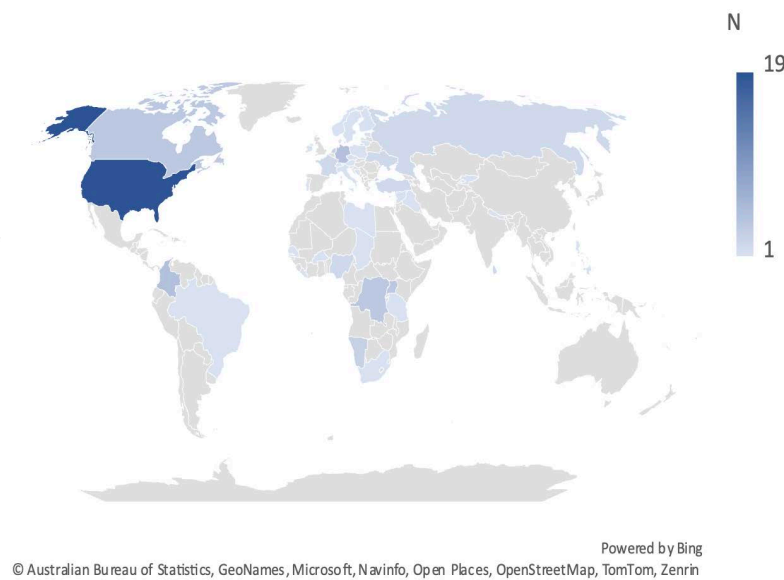 N
19
1
Powered by Bing
© Australian Bureau of Statistics, GeoNames, Microsoft, Navinfo, Open Places, OpenStreetMap, TomTom, Zenrin